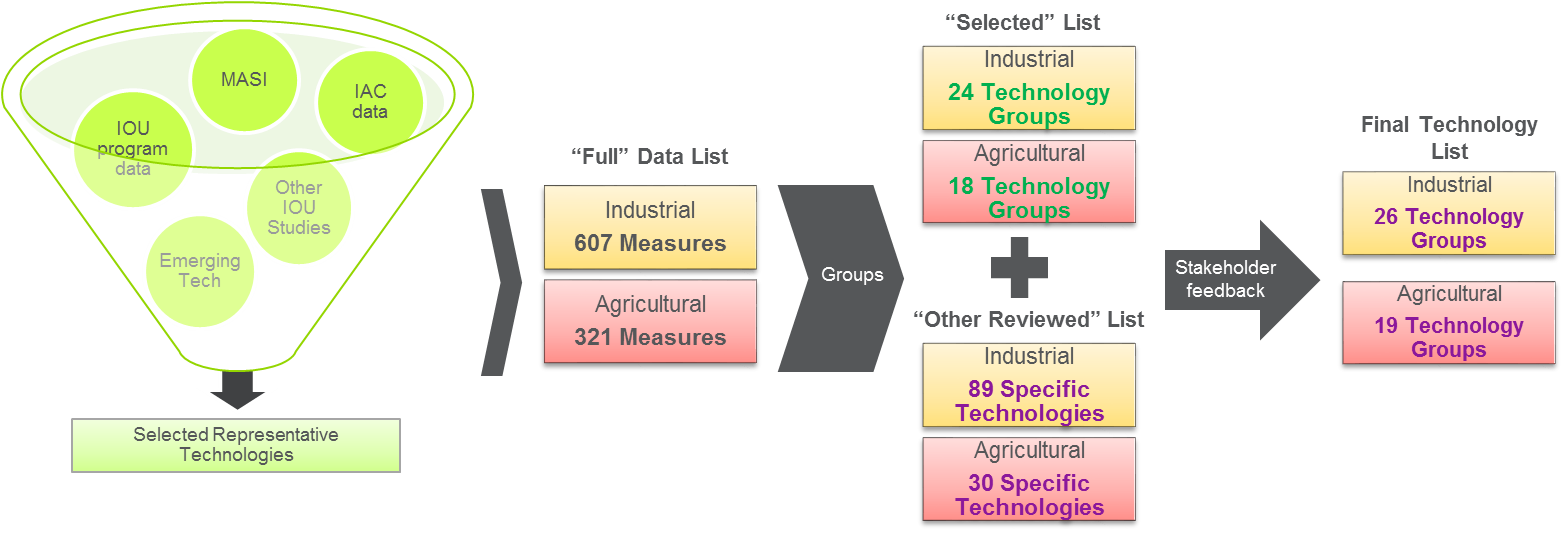 MASI
IAC
data
IOU
program
data
Other
IOU
Studies
Emerging
Tech
Selected Representative
Technologies
“Full” Data List
Industrial
607 Measures
Agricultural
321 Measures
Groups
“Selected” List
Industrial
24 Technology
Groups
Agricultural
18 Technology
Groups
“Other Reviewed” List
Industrial
89 Specific
Technologies
Agricultural
30 Specific
Technologies
Stakeholder
feedback
Final Technology
List
Industrial
26 Technology
Groups
Agricultural
19 Technology
Groups